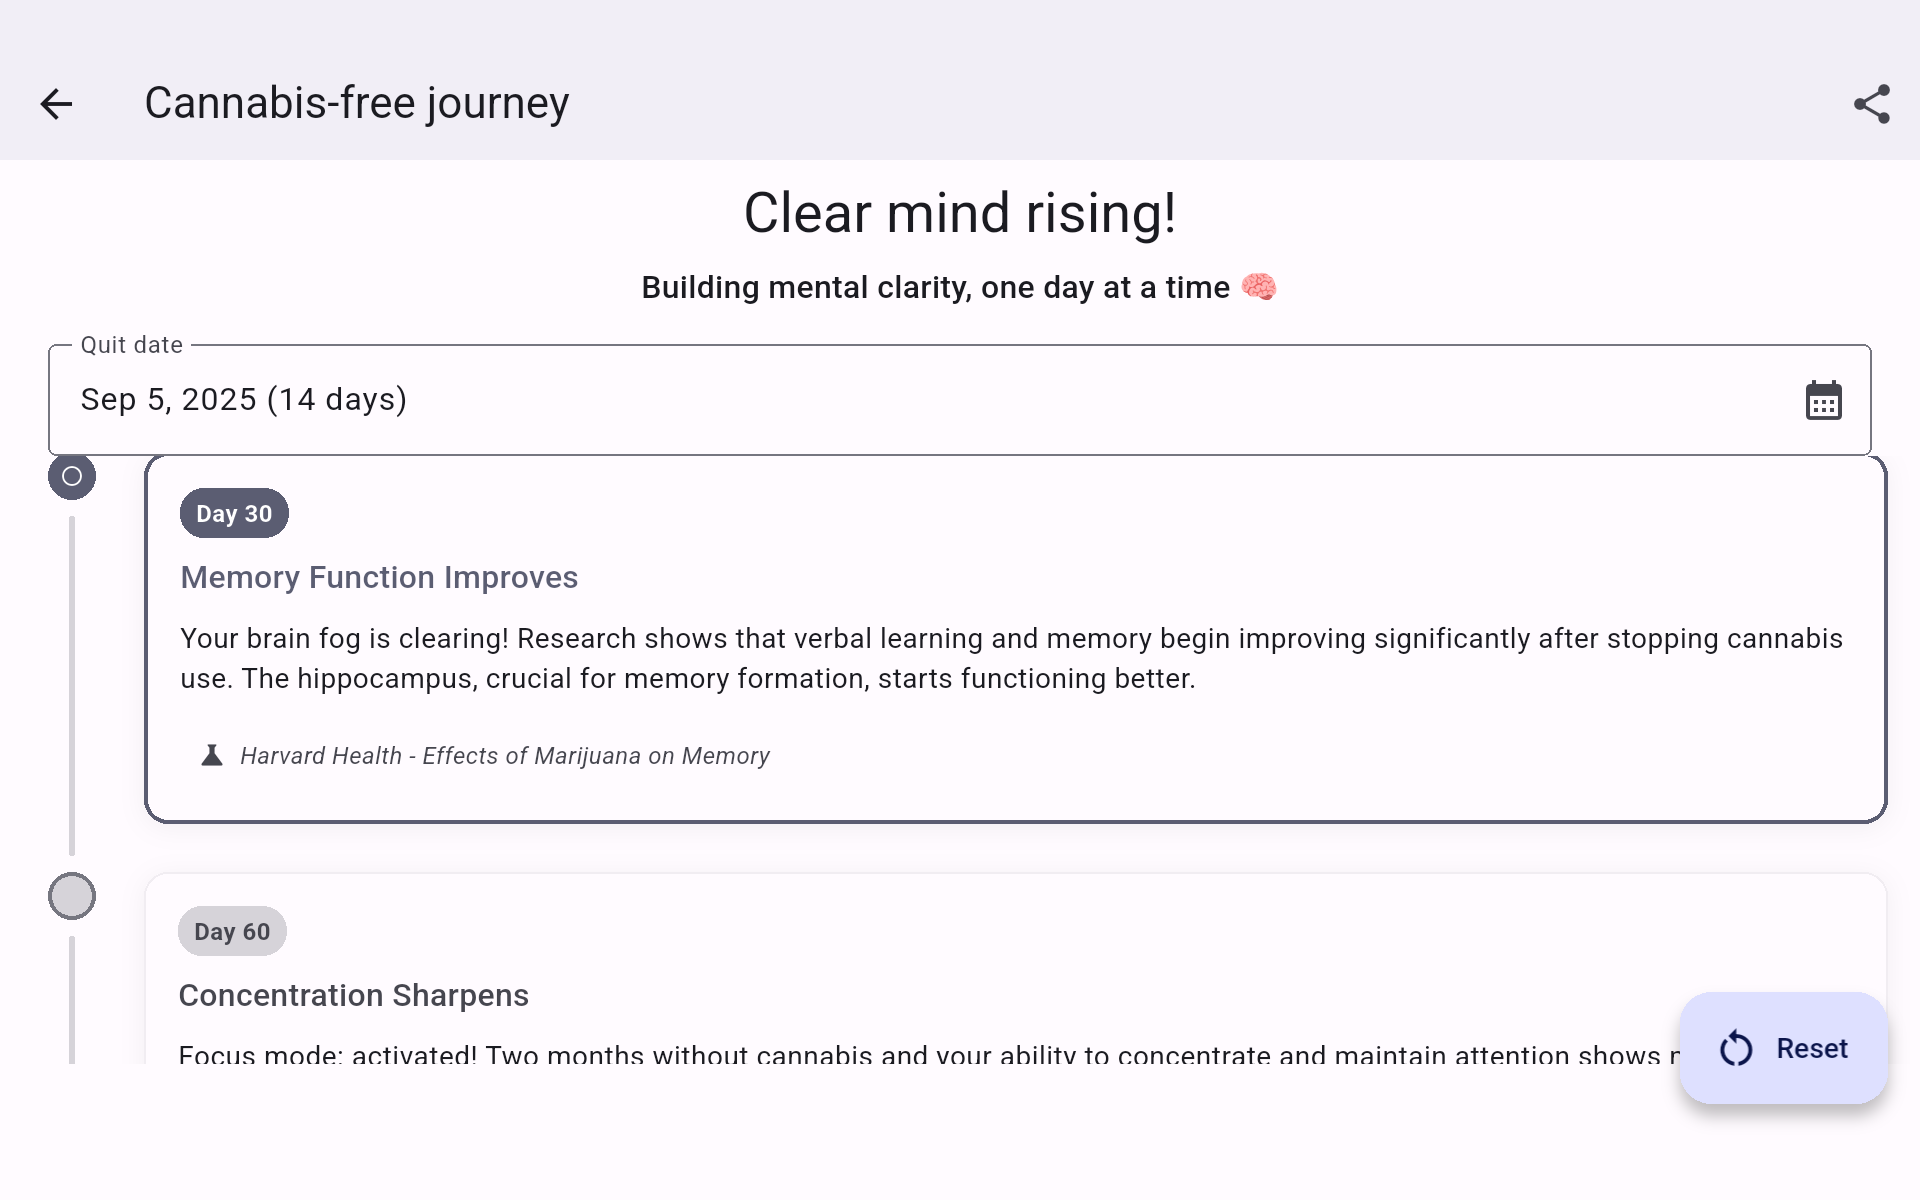 Cannabis-free journey
Clear mind rising!
Building mental clarity, one day at a time 🧠
Quit date
Sep 5, 2025 (14 days)
Day 30
Memory Function Improves
Your brain fog is clearing! Research shows that verbal learning and memory begin improving significantly after stopping cannabis
use. The hippocampus, crucial for memory formation, starts functioning better.
Harvard Health - Effects of Marijuana on Memory
Day 60
Concentration Sharpens
Focus mode: activated! Two months without cannabis and your ability to concentrate and maintain attention shows
Reset